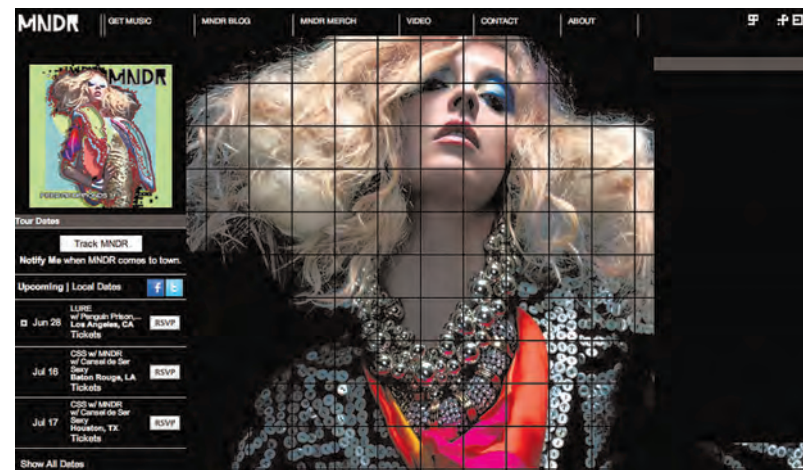 MNDR
GET MUSIC
MNDR BLOG
MNDR MERCH
VIDEO
CONTACT
ABOUT
MNDR
Tour Dates
Track MNDR
Notify Me when MNDR comes to town.
Upcoming | Local Dates
Jun 28
LURE
w/ Penguin Prison,...
Los Angeles, CA
Tickets
RSVP
Jul 16
CSS w/ MNDR
w/ Cansei de Ser
Sexy
Baton Rouge, LA
Tickets
RSVP
Jul 17
CSS w/ MNDR
w/ Cansei de Ser
Sexy
Houston, TX
Tickets
RSVP
Show All Dates